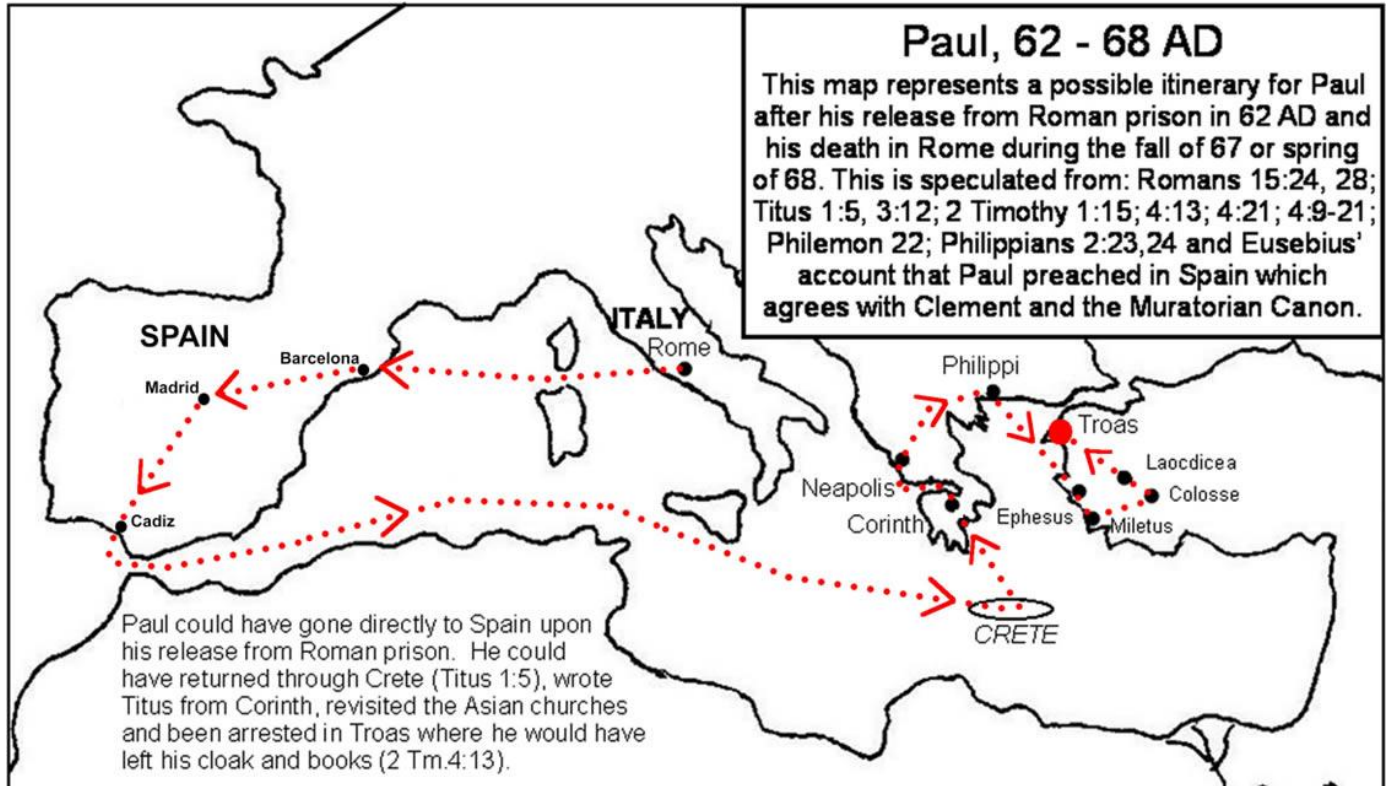 Paul, 62 - 68 AD
This map represents a possible itinerary for Paul
after his release from Roman prison in 62 AD and
his death in Rome during the fall of 67 or spring
of 68. This is speculated from: Romans 15:24, 28;
Titus 1:5, 3:12; 2 Timothy 1:15; 4:13; 4:21; 4:9-21;
Philemon 22; Philippians 2:23,24 and Eusebius'
account that Paul preached in Spain which
agrees with Clement and the Muratorian Canon.
SPAIN
ITALY
Rome
Barcelona
Madrid
Cadiz
Philippi
Troas
Laocdicea
Colosse
Neapolis
Corinth
Ephesus
Miletus
CRETE
Paul could have gone directly to Spain upon
his release from Roman prison. He could
have returned through Crete (Titus 1:5), wrote
Titus from Corinth, revisited the Asian churches
and been arrested in Troas where he would have
left his cloak and books (2 Tm.4:13).